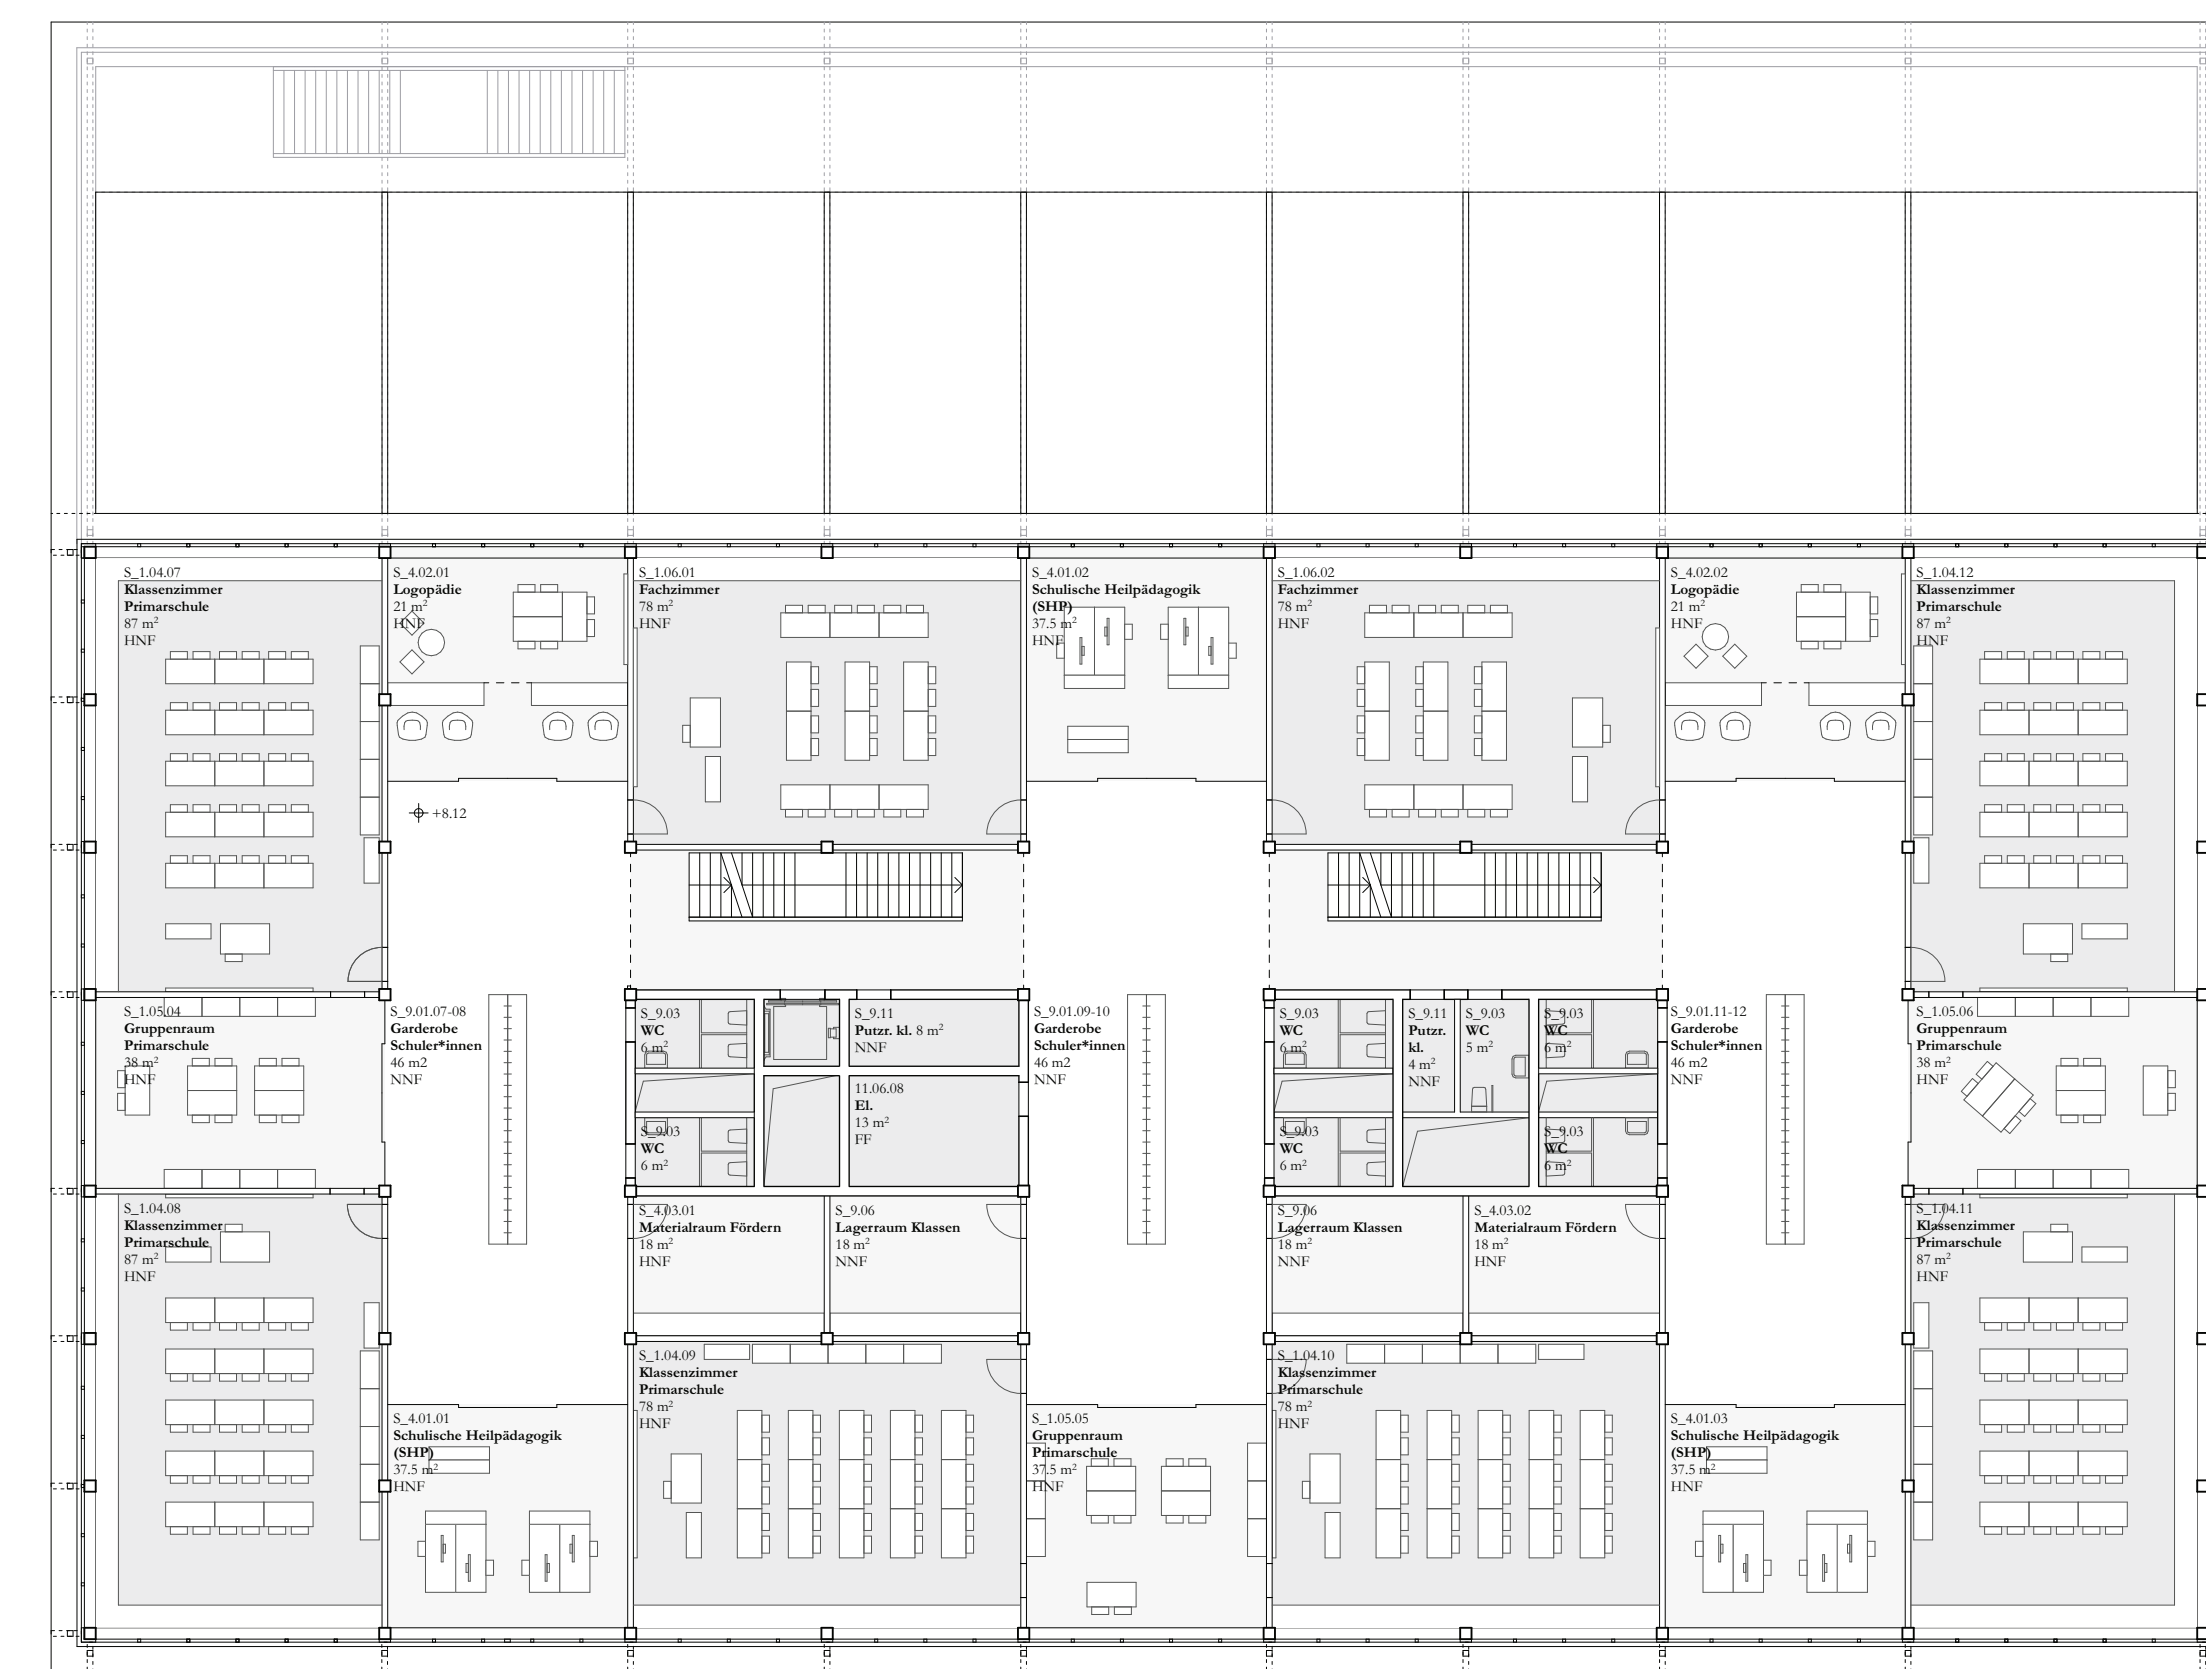 S_1.04.07
Klassenzimmer
Primarschule
87 m²
HNF
S_4.02.01
Logopädie
21 m²
HNF
S_1.06.01
Fachzimmer
78 m²
HNF
S_4.01.02
Schulische Heilpädagogik
(SHP)
37.5 m²
HNF
S_1.06.02
Fachzimmer
78 m²
HNF
S_4.02.02
Logopädie
21 m²
HNF
S_1.04.12
Klassenzimmer
Primarschule
87 m²
HNF
+8.12
S_1.05.04
Gruppenraum
Primarschule
38 m²
HNF
S_9.01.07-08
Garderobe
Schuler*innen
46 m2
NNF
S_9.03
WC
6 m²
S_9.11
Putzr. kl. 8 m²
NNF
11.06.08
El.
13 m²
FF
S_9.03
WC
6 m²
S_9.01.09-10
Garderobe
Schuler*innen
46 m2
NNF
S_9.03
WC
6 m²
S_9.11
Putzr.
kl.
4 m²
NNF
S_9.03
WC
5 m²
S_9.03
WC
6 m²
S_9.03
WC
6 m²
S_9.03
WC
6 m²
S_9.01.11-12
Garderobe
Schuler*innen
46 m2
NNF
S_1.05.06
Gruppenraum
Primarschule
38 m²
HNF
S_1.04.08
Klassenzimmer
Primarschule
87 m²
HNF
S_4.03.01
Materialraum Fördern
18 m²
HNF
S_9.06
Lagerraum Klassen
18 m²
NNF
S_9.06
Lagerraum Klassen
18 m²
NNF
S_4.03.02
Materialraum Fördern
18 m²
HNF
S_1.04.11
Klassenzimmer
Primarschule
87 m²
HNF
S_4.01.01
Schulische Heilpädagogik
(SHP)
37.5 m²
HNF
S_1.04.09
Klassenzimmer
Primarschule
78 m²
HNF
S_1.05.05
Gruppenraum
Primarschule
37.5 m²
HNF
S_1.04.10
Klassenzimmer
Primarschule
78 m²
HNF
S_4.01.03
Schulische Heilpädagogik
(SHP)
37.5 m²
HNF